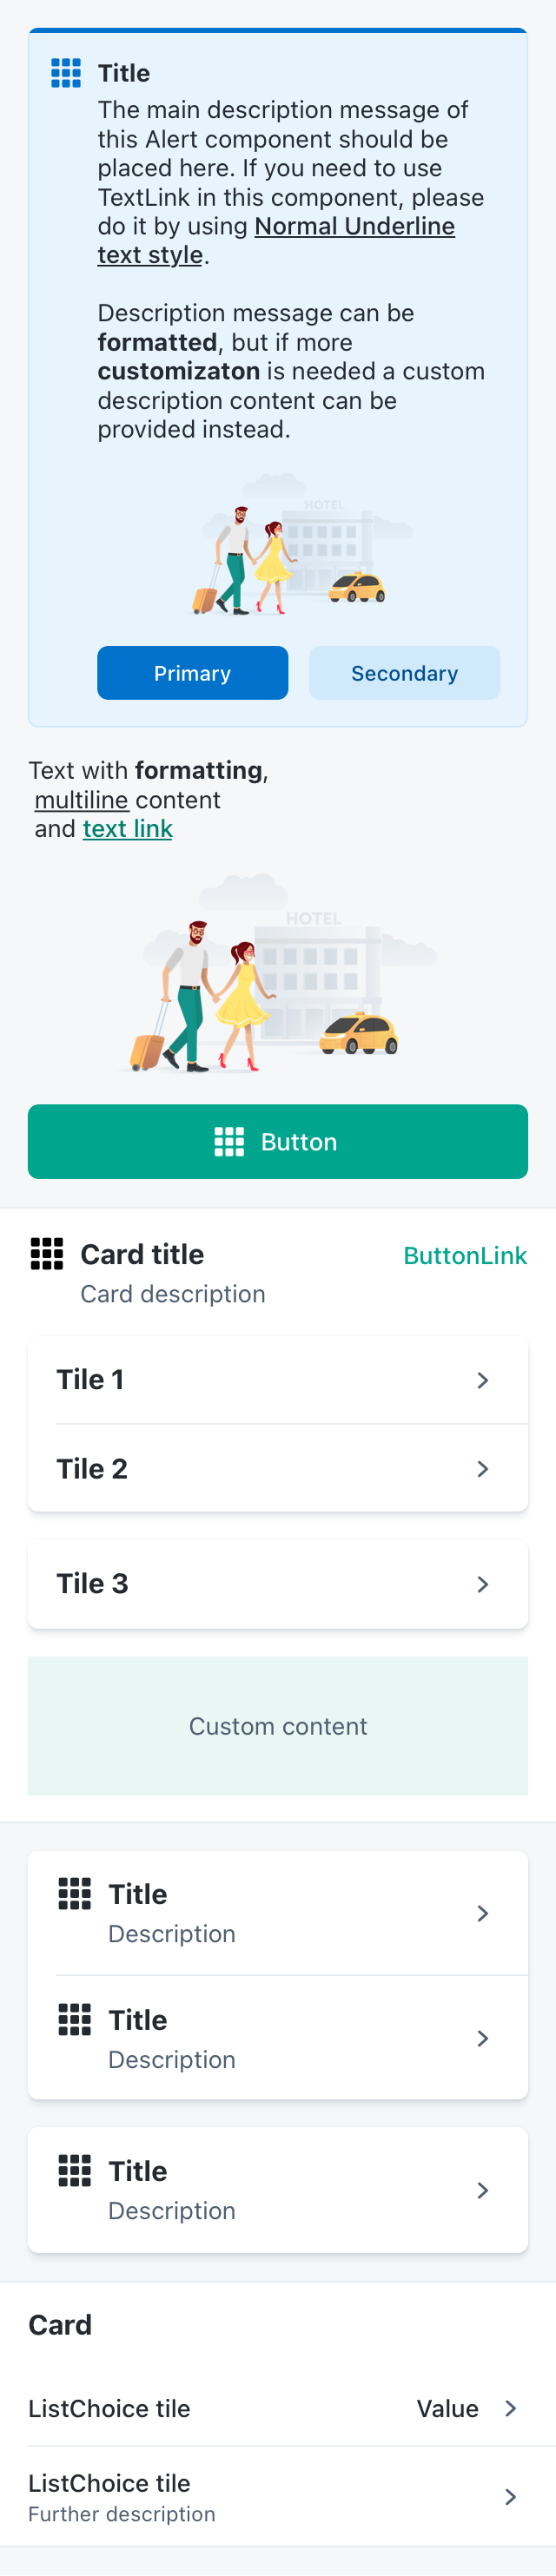 Title
The main description message of
this Alert component should be
placed here. If you need to use
TextLink in this component, please
do it by using Normal Underline
text style.
Description message can be
formatted, but if more
customizaton is needed a custom
description content can be
provided instead.
HOTEL
Primary
Secondary
Text with formatting,
multiline content
and text link
HOTEL
Button
Card title
ButtonLink
Card description
Tile 1
Tile 2
Tile 3
Custom content
Title
Description
Title
Description
Title
Description
Card
ListChoice tile
Value
ListChoice tile
Further description